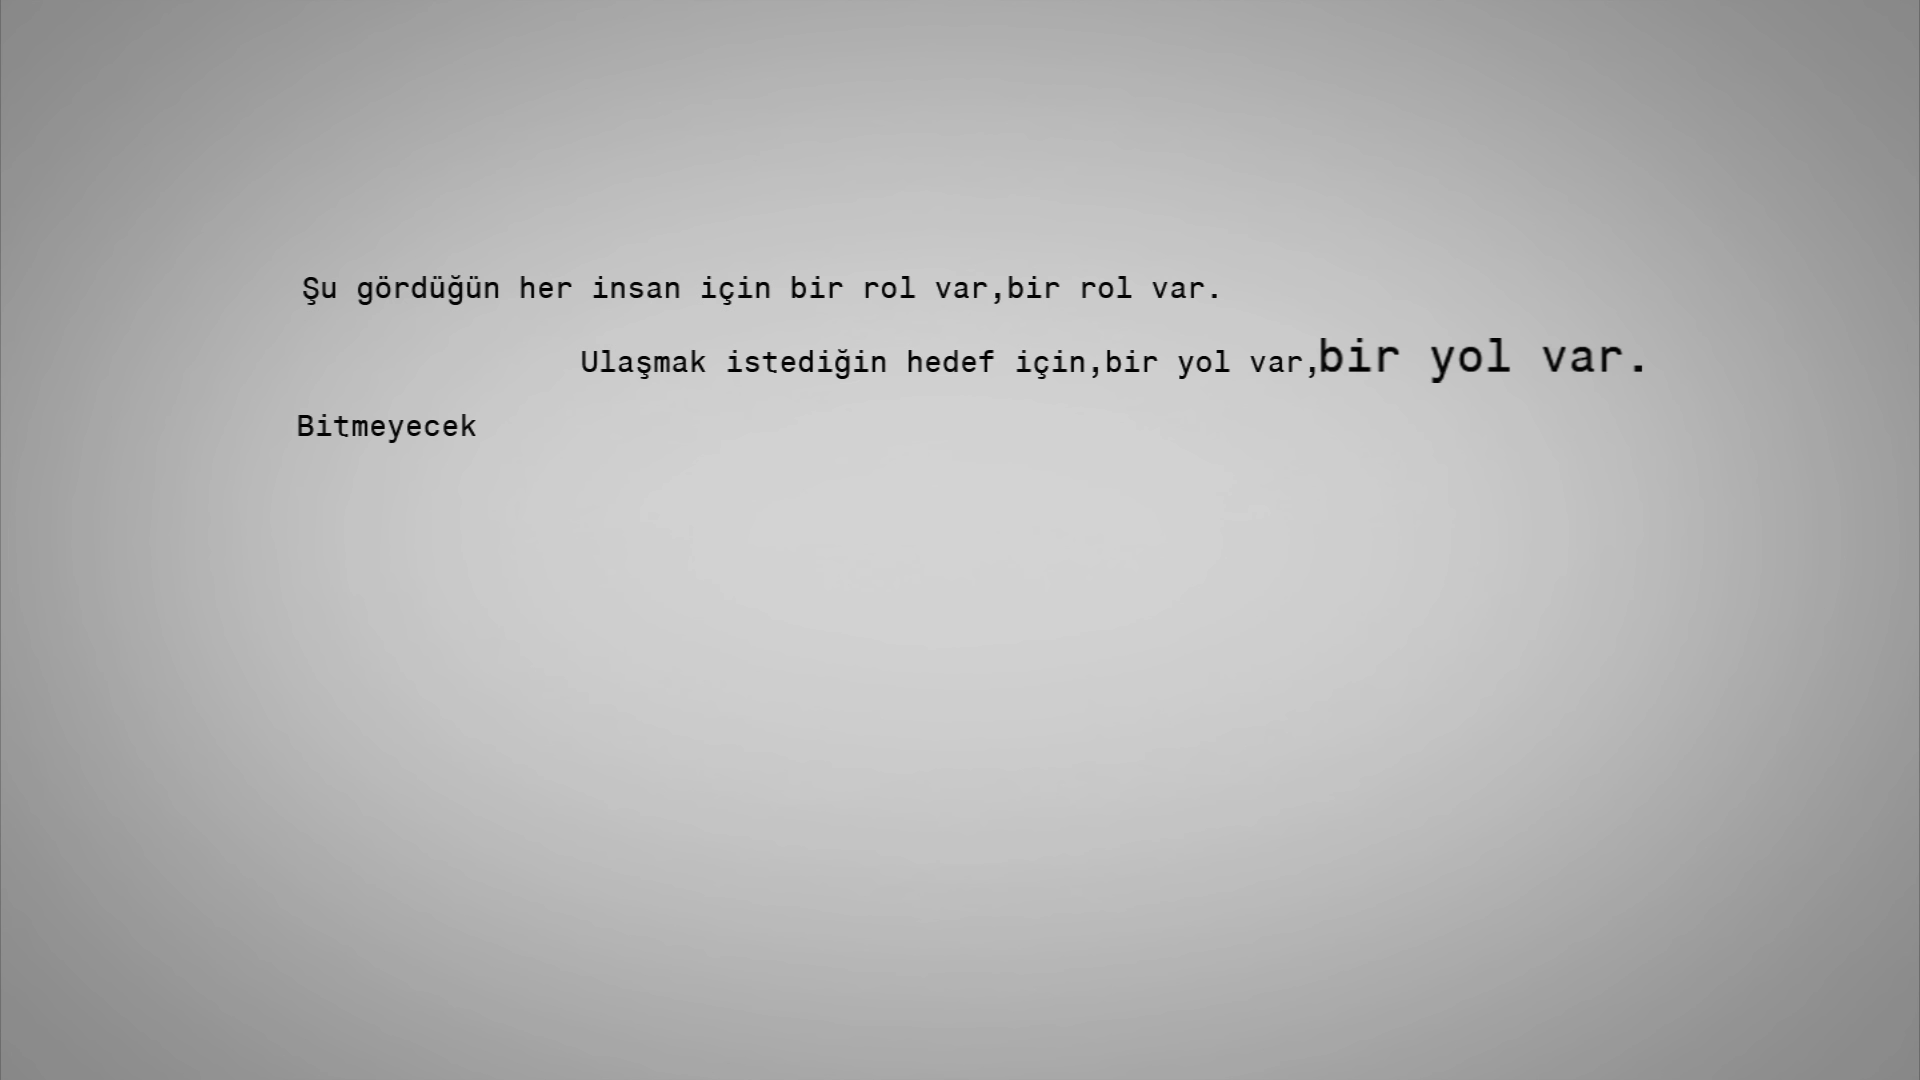 Şu gördüğün her insan için bir rol var,bir rol var.
Ulaşmak istediğin hedef için,bir yol var,bir yol var.
Bitmeyecek